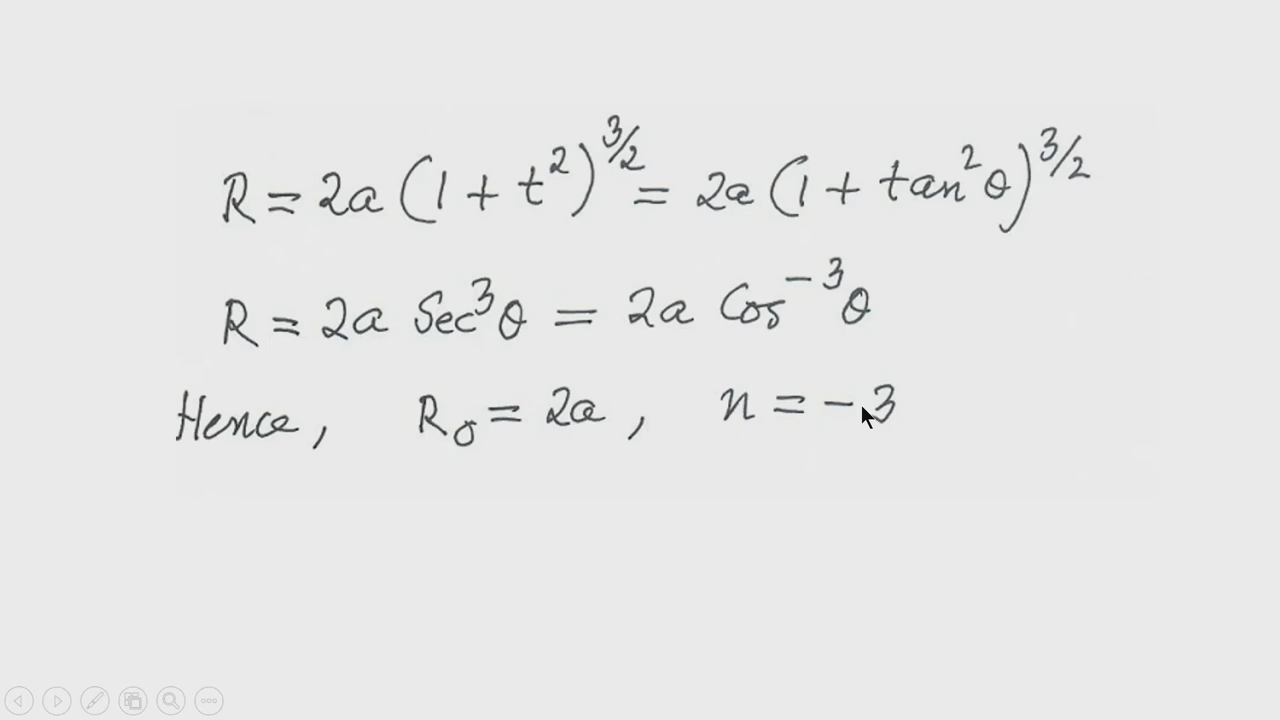 R = 2a (1 + t²)^3/2 = 2a (1 + tan²θ)^3/2
R = 2a Sec³θ = 2a Cos⁻³θ
Hence, R₀ = 2a , n = -3